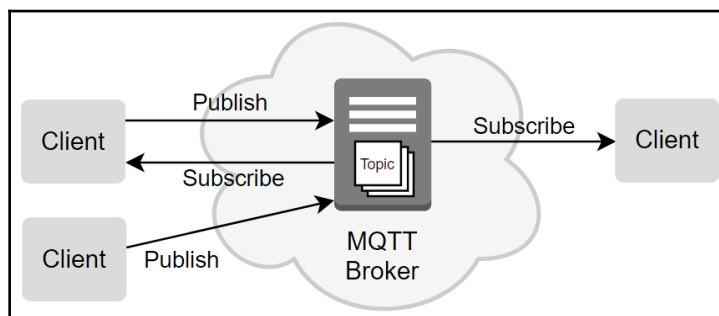 Publish
Client
Subscribe
Topic
Subscribe
Client
Client
Publish
MQTT
Broker